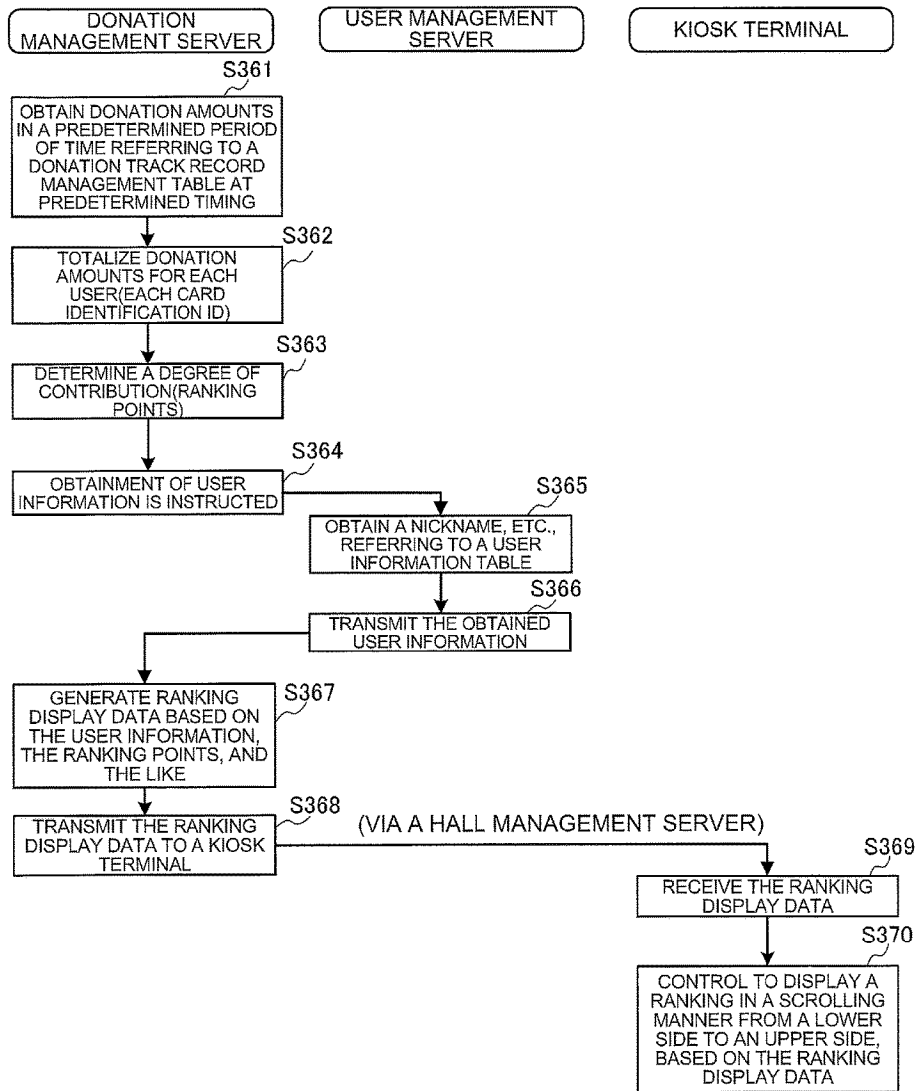 DONATION
MANAGEMENT SERVER
USER MANAGEMENT
SERVER
KIOSK TERMINAL
S361
OBTAIN DONATION AMOUNTS
IN A PREDETERMINED PERIOD
OF TIME REFERRING TO A
DONATION TRACK RECORD
MANAGEMENT TABLE AT
PREDETERMINED TIMING
S362
TOTALIZE DONATION
AMOUNTS FOR EACH
USER(EACH CARD
IDENTIFICATION ID)
S363
DETERMINE A DEGREE OF
CONTRIBUTION(RANKING
POINTS)
S364
OBTAINMENT OF USER
INFORMATION IS INSTRUCTED
S365
OBTAIN A NICKNAME, ETC.,
REFERRING TO A USER
INFORMATION TABLE
S366
TRANSMIT THE OBTAINED
USER INFORMATION
S367
GENERATE RANKING
DISPLAY DATA BASED ON
THE USER INFORMATION,
THE RANKING POINTS, AND
THE LIKE
S368
TRANSMIT THE RANKING
DISPLAY DATA TO A KIOSK
TERMINAL
(VIA A HALL MANAGEMENT SERVER)
S369
RECEIVE THE RANKING
DISPLAY DATA
S370
CONTROL TO DISPLAY A
RANKING IN A SCROLLING
MANNER FROM A LOWER
SIDE TO AN UPPER SIDE,
BASED ON THE RANKING
DISPLAY DATA